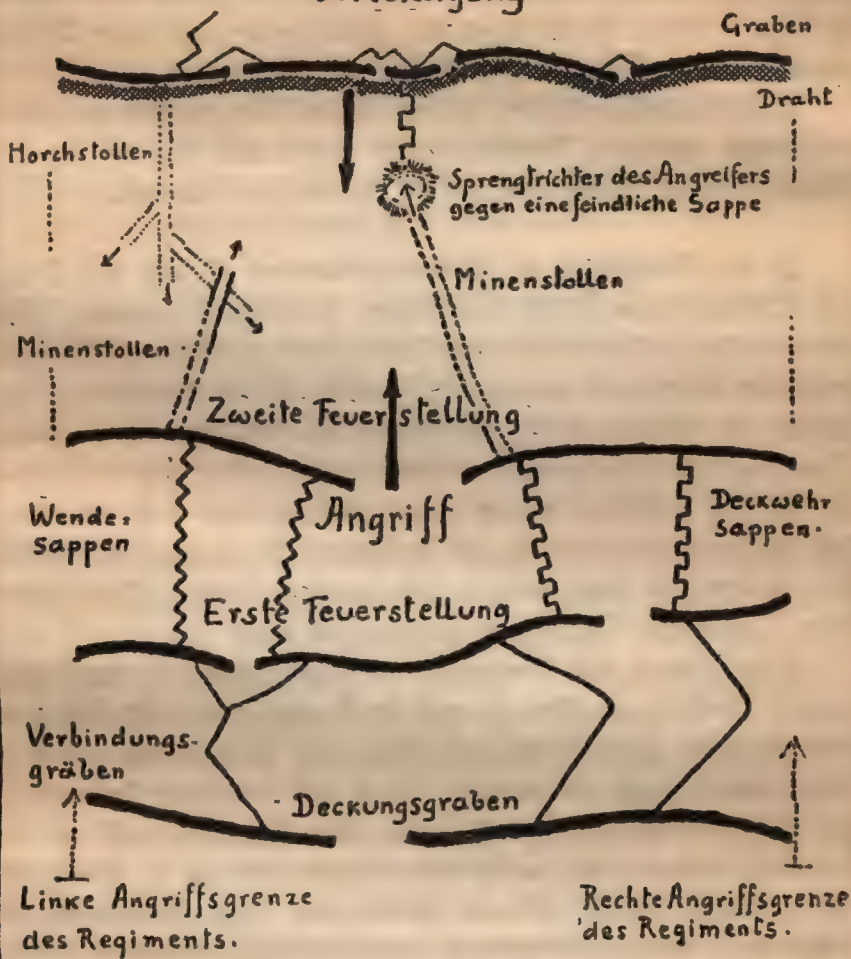 Graben
Draht
Horchstollen
Sprengtrichter des Angreifers
gegen eine feindliche Sappe
Minenstollen
Minenstollen
Zweite Feuerstellung
Wende-
sappen
Angriff
Deckwehr
sappen.
Erste Feuerstellung
Verbindungs-
gräben
Deckungsgraben
Linke Angriffsgrenze
des Regiments.
Rechte Angriffsgrenze
des Regiments.